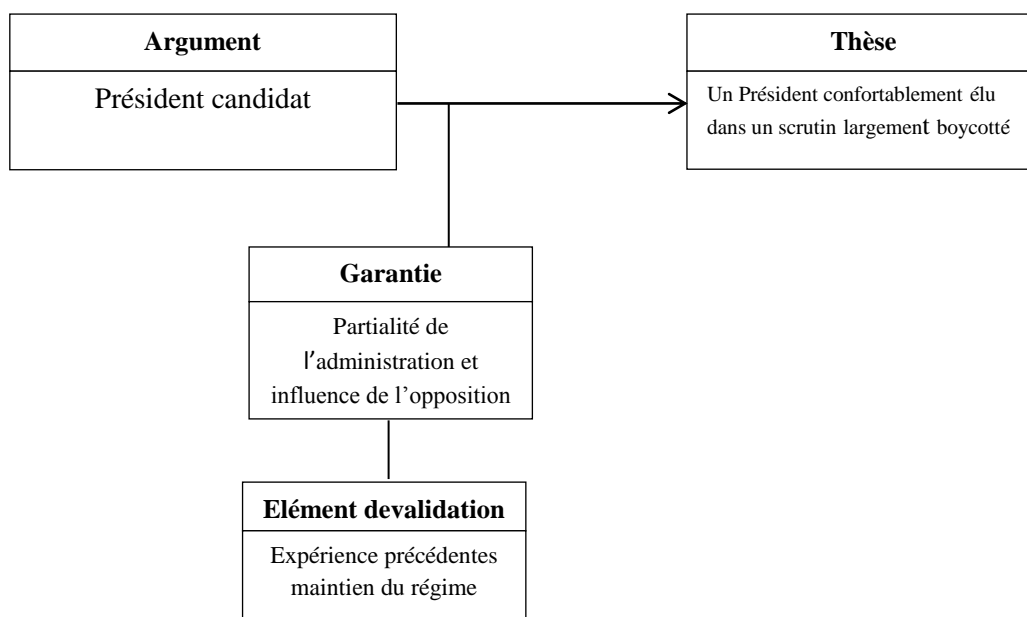 Argument
Président candidat
Thèse
Un Président confortablement élu
dans un scrutin largement boycotté
Garantie
Partialité de
l'administration et
influence de l'opposition
Elément devalidation
Expérience précédentes
maintien du régime